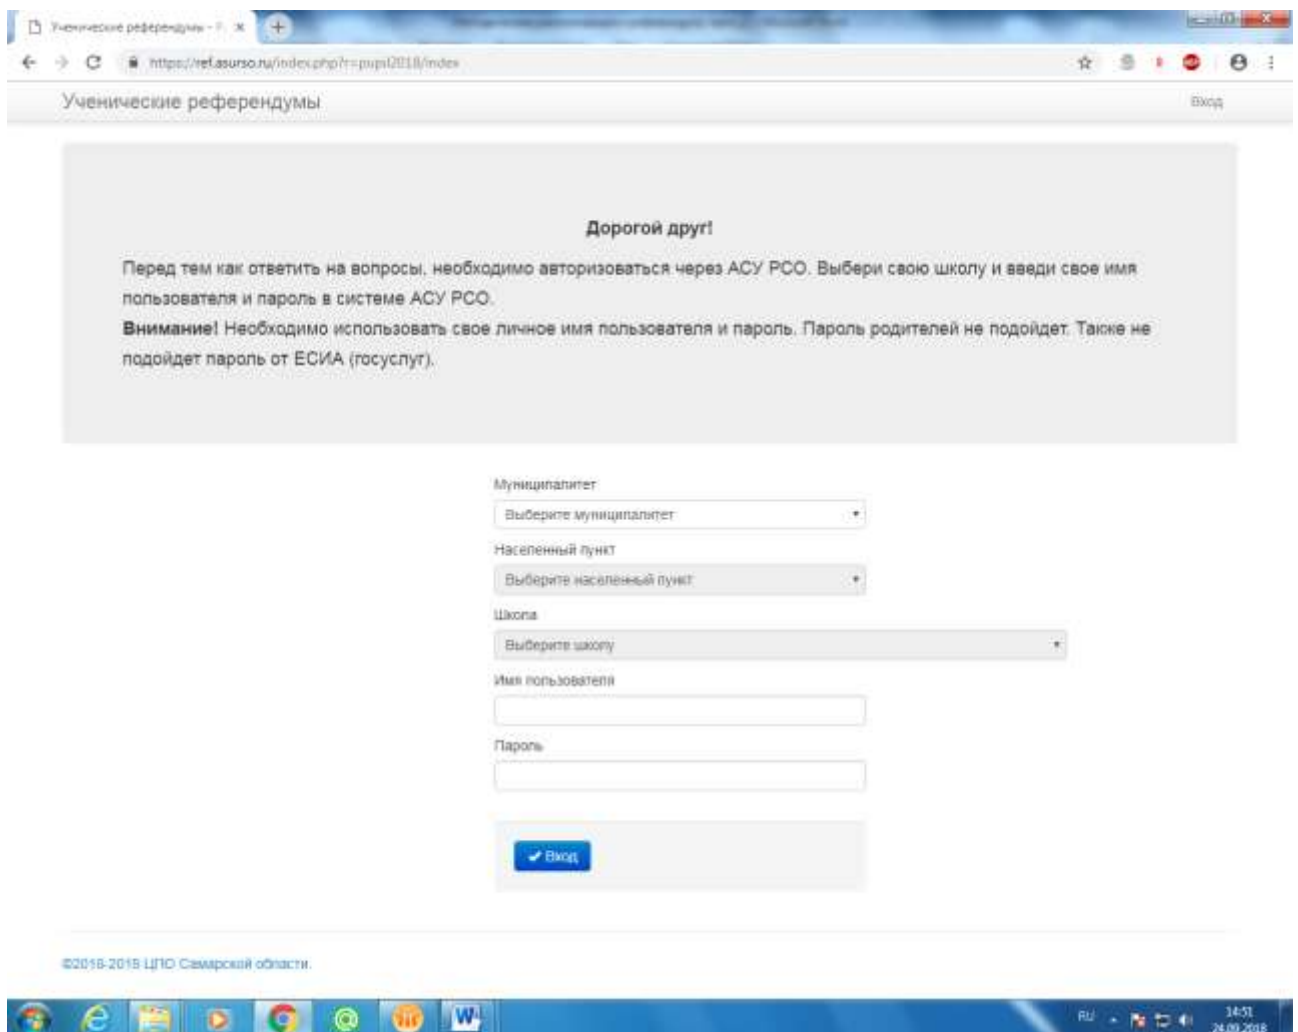 Ученические референдумы - Р
https://ref.asurso.ru/index.php?r=pupil2018/index
Ученические референдумы
Вход
Дорогой друг!
Перед тем как ответить на вопросы, необходимо авторизоваться через АСУ РСО. Выбери свою школу и введи свое имя
пользователя и пароль в системе АСУ РСО.
Внимание! Необходимо использовать свое личное имя пользователя и пароль. Пароль родителей не подойдет. Также не
подойдет пароль от ЕСИА (госуслуг).
Муниципалитет
Выберите муниципалитет
Населенный пункт
Выберите населенный пункт
Школа
Выберите школу
Имя пользователя
Пароль
Вход
ЦПО Самарской области.
RU
14:51
24.09.2018